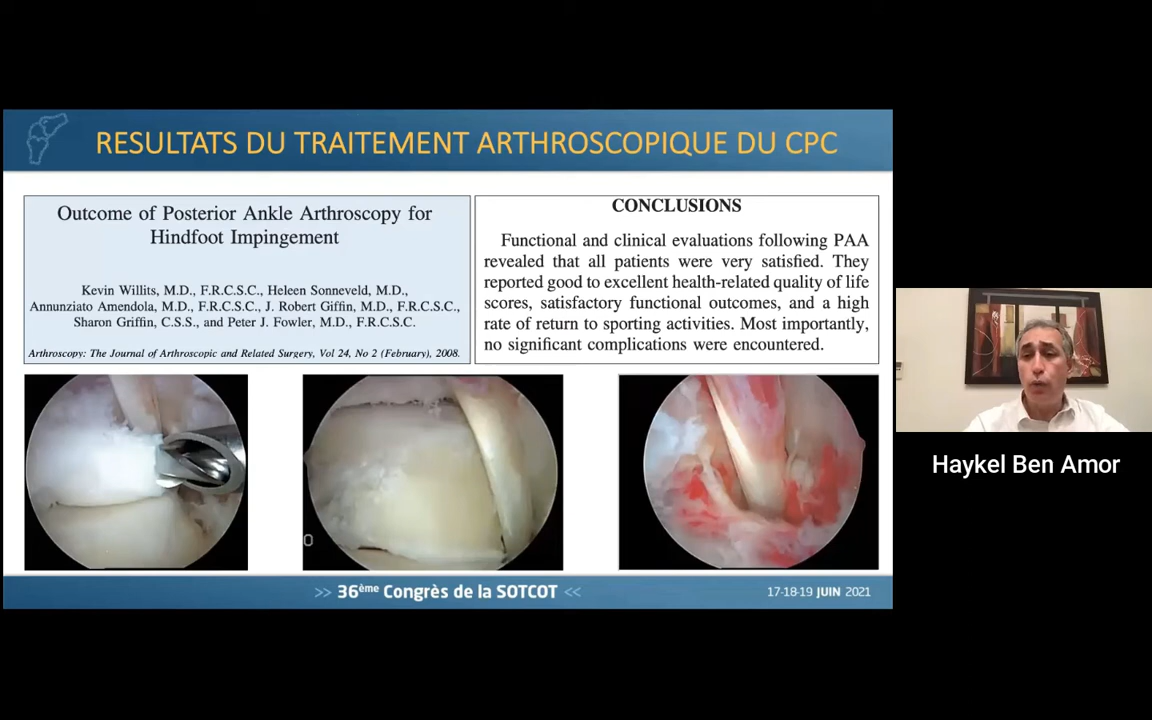 RESULTATS DU TRAITEMENT ARTHROSCOPIQUE DU CPC
Outcome of Posterior Ankle Arthroscopy for
Hindfoot Impingement
Kevin Willits, M.D., F.R.C.S.C., Heleen Sonneveld, M.D.,
Annunziato Amendola, M.D., F.R.C.S.C., J. Robert Giffin, M.D., F.R.C.S.C.,
Sharon Griffin, C.S.S., and Peter J. Fowler, M.D., F.R.C.S.C.
Arthroscopy: The Journal of Arthroscopic and Related Surgery, Vol 24, No 2 (February), 2008.
CONCLUSIONS
Functional and clinical evaluations following PAA
revealed that all patients were very satisfied. They
reported good to excellent health-related quality of life
scores, satisfactory functional outcomes, and a high
rate of return to sporting activities. Most importantly,
no significant complications were encountered.
Haykel Ben Amor
O
>> 36ème Congrès de la SOTCOT <<
17-18-19 JUIN 2021